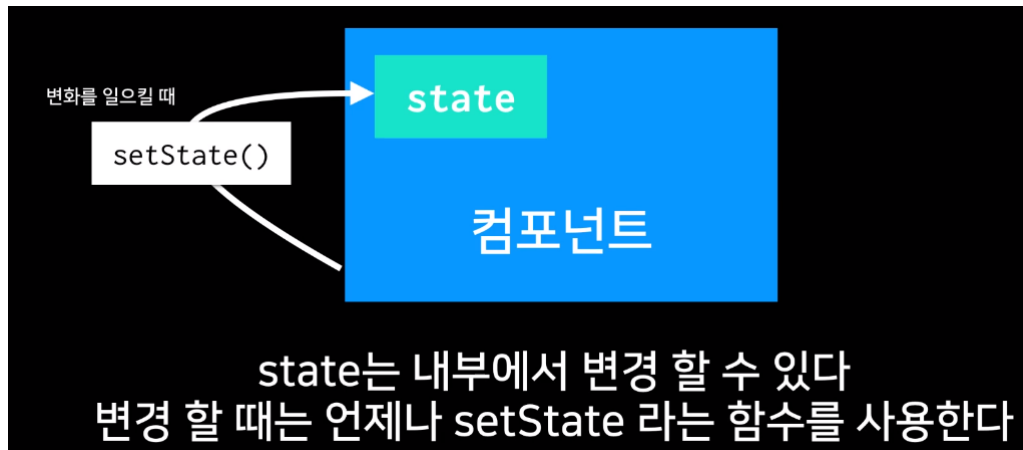 변화를 일으킬 때
setState()
state
컴포넌트
state는 내부에서 변경 할 수 있다
변경 할 때는 언제나 setState 라는 함수를 사용한다